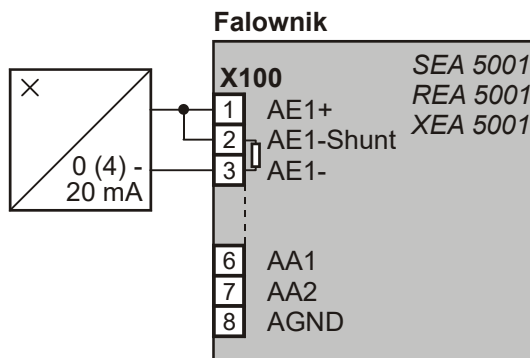 Falownik
X100
SEA 5001
REA 5001
XEA 5001
0 (4) -
20 mA
1 AE1+
2 AE1-Shunt
3 AE1-
6 AA1
7 AA2
8 AGND